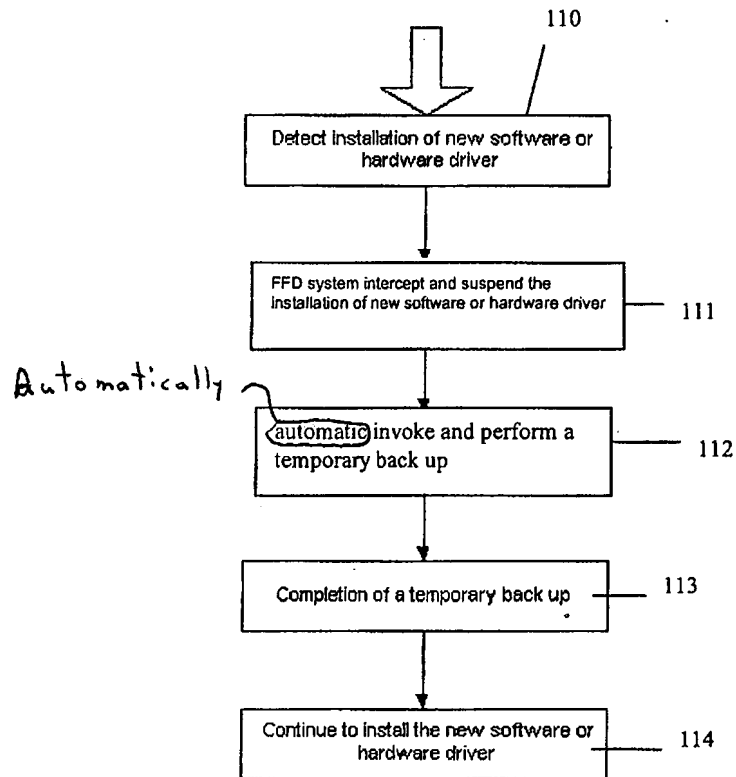 110
Detect installation of new software or
hardware driver
FFD system intercept and suspend the
installation of new software or hardware driver
111
Automatically
automatic invoke and perform a
temporary back up
112
Completion of a temporary back up
113
Continue to install the new software or
hardware driver
114